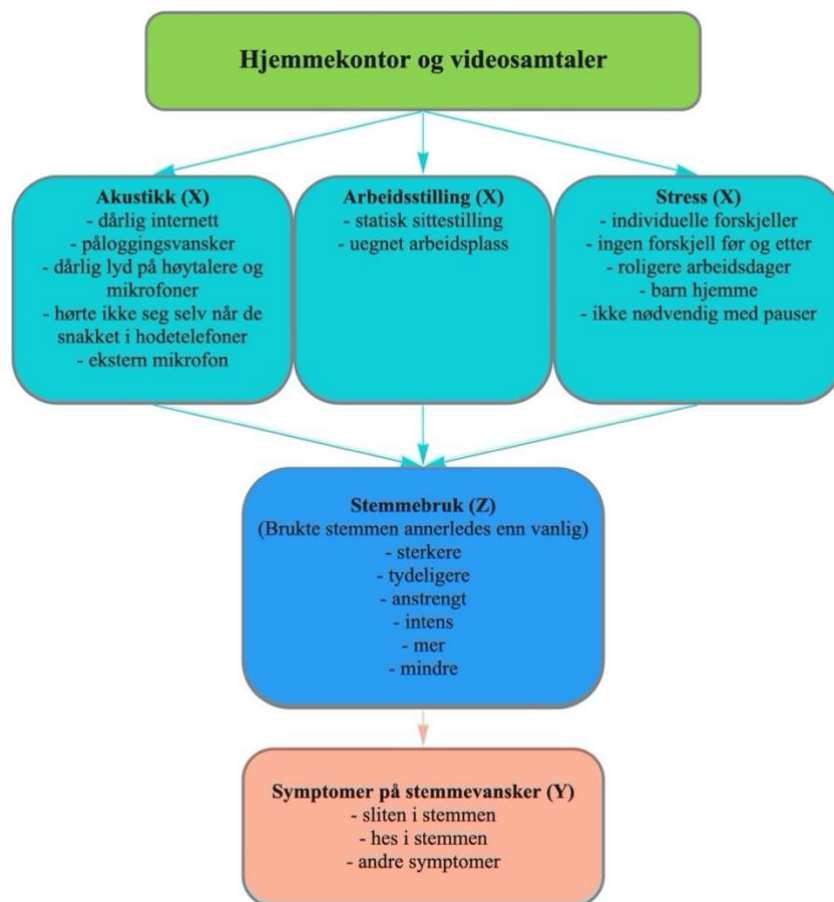 Hjemmekontor og videosamtaler
Akustikk (X)
- dårlig internett
- påloggingsvansker
- dårlig lyd på høytalere og
mikrofoner
- hørte ikke seg selv når de
snakket i hodetelefoner
- ekstern mikrofon
Arbeidsstilling (X)
- statisk sittestilling
- uegnet arbeidsplass
Stress (X)
- individuelle forskjeller
- ingen forskjell før og etter
- roligere arbeidsdager
- barn hjemme
- ikke nødvendig med pauser
Stemmebruk (Z)
(Brukte stemmen annerledes enn vanlig)
- sterkere
- tydeligere
- anstrengt
- intens
- mer
- mindre
Symptomer på stemmevansker (Y)
- sliten i stemmen
- hes i stemmen
- andre symptomer